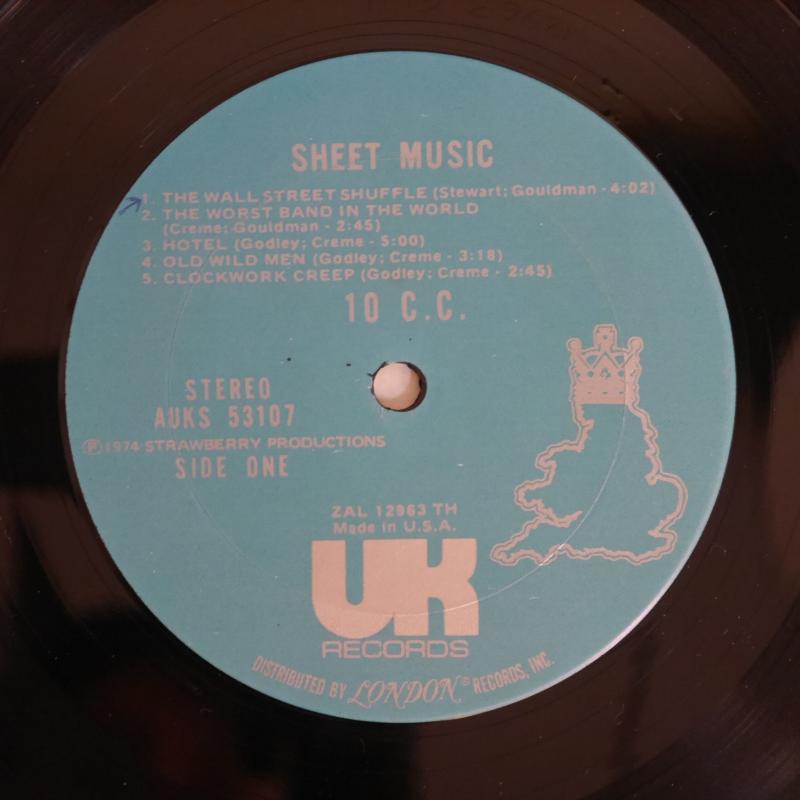 SHEET MUSIC
1. THE WALL STREET SHUFFLE (Stewart; Gouldman - 4:02)
2. THE WORST BAND IN THE WORLD
(Creme; Gouldman - 2:45)
3. HOTEL (Godley; Creme - 5:00)
4. OLD WILD MEN (Godley; Creme - 3:18)
5. CLOCKWORK CREEP (Godley; Creme - 2:45)
10 C.C.
STEREO
AUKS 53107
Ⓟ1974 STRAWBERRY PRODUCTIONS
SIDE ONE
ZAL 12963 TH
Made in U.S.A.
UK
RECORDS
DISTRIBUTED BY LONDON® RECORDS, INC.